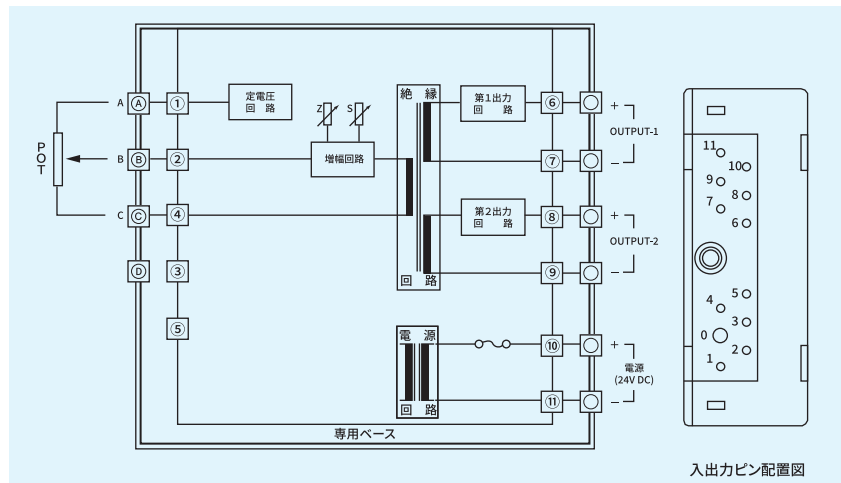 POT
A
B
C
Ⓐ
Ⓑ
Ⓒ
Ⓓ
①
②
④
③
⑤
定電圧
回 路
Z
S
増幅回路
絶 縁
回 路
第1出力
回 路
第2出力
回 路
電 源
回 路
⑥
⑦
⑧
⑨
⑩
⑪
+
OUTPUT-1
−
+
OUTPUT-2
−
+
電源
(24V DC)
−
専用ベース
11
10
9
8
7
6
5
4
3
0
2
1
入出力ピン配置図